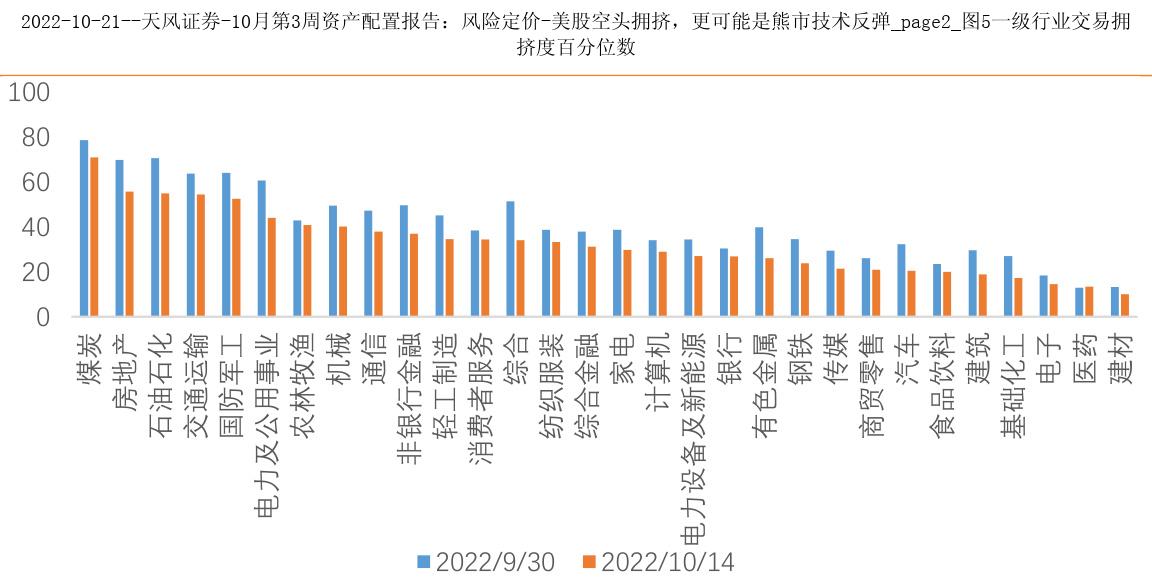 2022-10-21--天风证券-10月第3周资产配置报告：风险定价-美股空头拥挤，更可能是熊市技术反弹_page2_图5一级行业交易拥
挤度百分位数
100
80
60
40
20
0
煤炭
房地产
石油石化
交通运输
国防军工
电力及公用事业
农林牧渔
机械
通信
非银行金融
轻工制造
消费者服务
综合
纺织服装
综合金融
家电
计算机
电力设备及新能源
银行
有色金属
钢铁
传媒
商贸零售
汽车
食品饮料
建筑
基础化工
电子
医药
建材
2022/9/30
2022/10/14